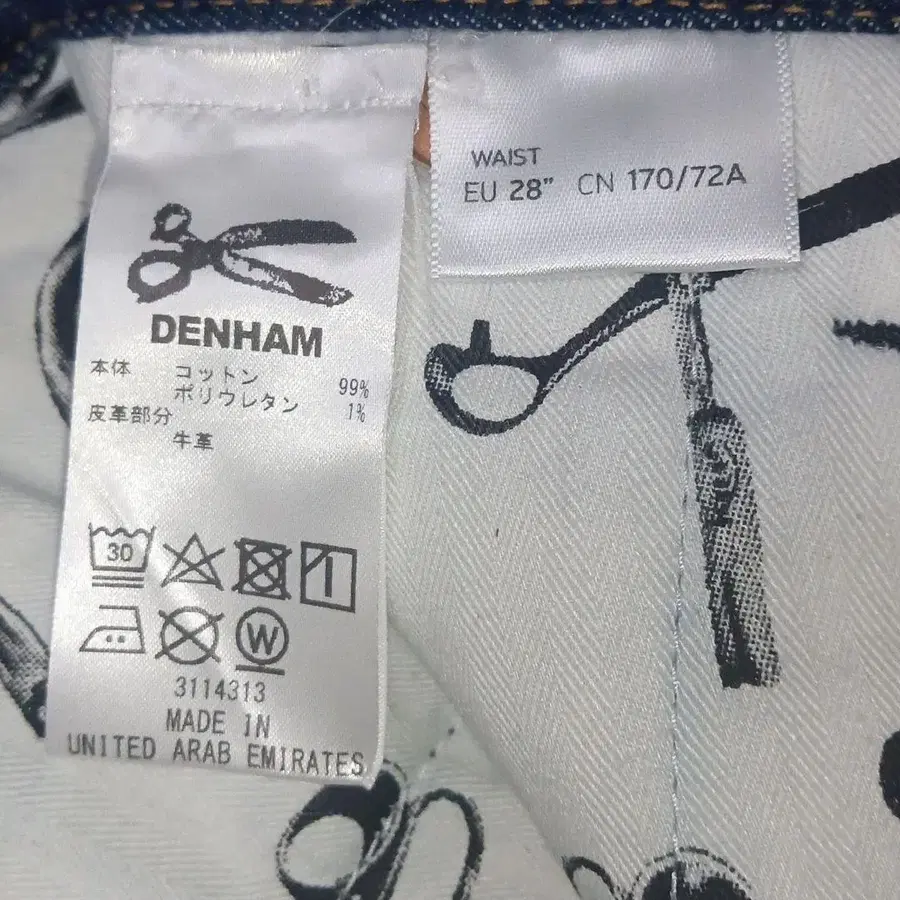 DENHAM
本体 コットン 99%
ポリウレタン 1%
皮革部分
牛革
30
W
3114313
MADE IN
UNITED ARAB EMIRATES
WAIST
EU 28” CN 170/72A